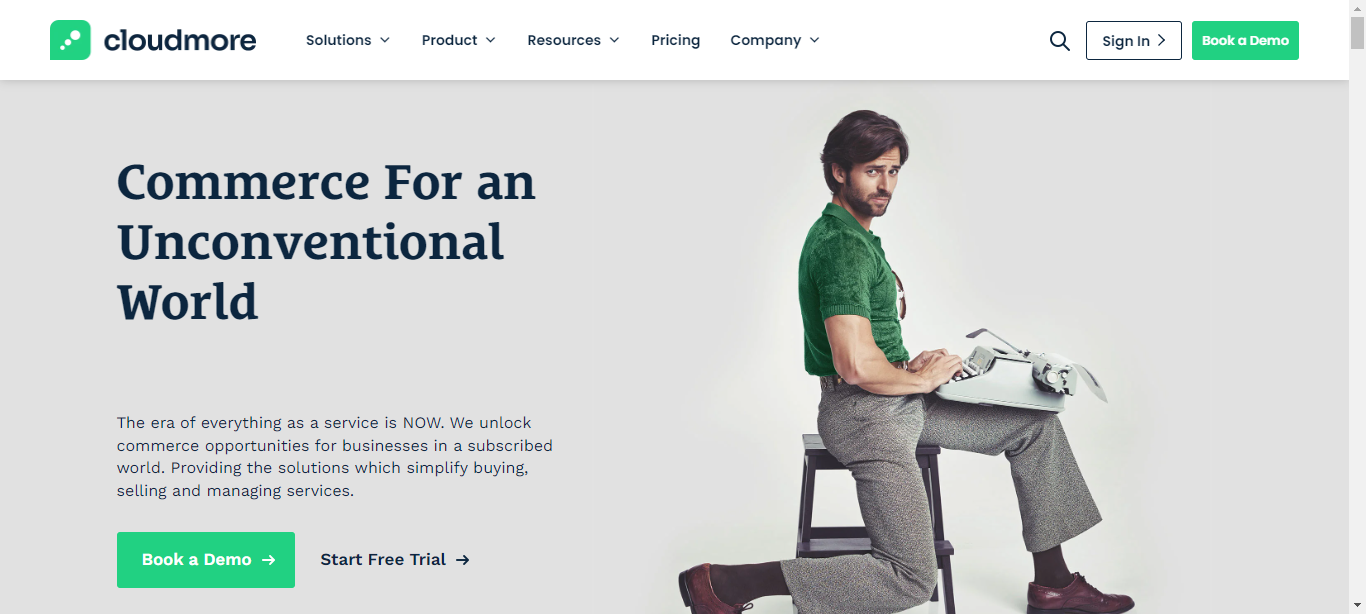 cloudmore
Solutions
Product
Resources
Pricing
Company
Sign In
Book a Demo
Commerce For an
Unconventional
World
The era of everything as a service is NOW. We unlock
commerce opportunities for businesses in a subscribed
world. Providing the solutions which simplify buying,
selling and managing services.
Book a Demo →
Start Free Trial →